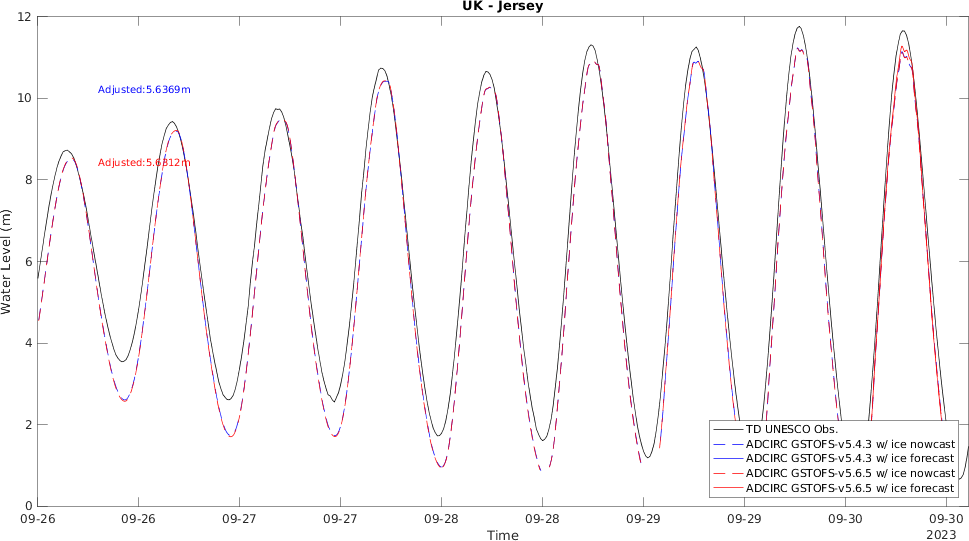 UK - Jersey
12
10
8
6
4
2
0
Water Level (m)
Adjusted:5.6369m
Adjusted:5.6312m
TD UNESCO Obs.
ADCIRC GSTOFS-v5.4.3 w/ ice nowcast
ADCIRC GSTOFS-v5.4.3 w/ ice forecast
ADCIRC GSTOFS-v5.6.5 w/ ice nowcast
ADCIRC GSTOFS-v5.6.5 w/ ice forecast
09-26 09-26 09-27 09-27 09-28 09-28 09-29 09-29 09-30 09-30
Time
2023